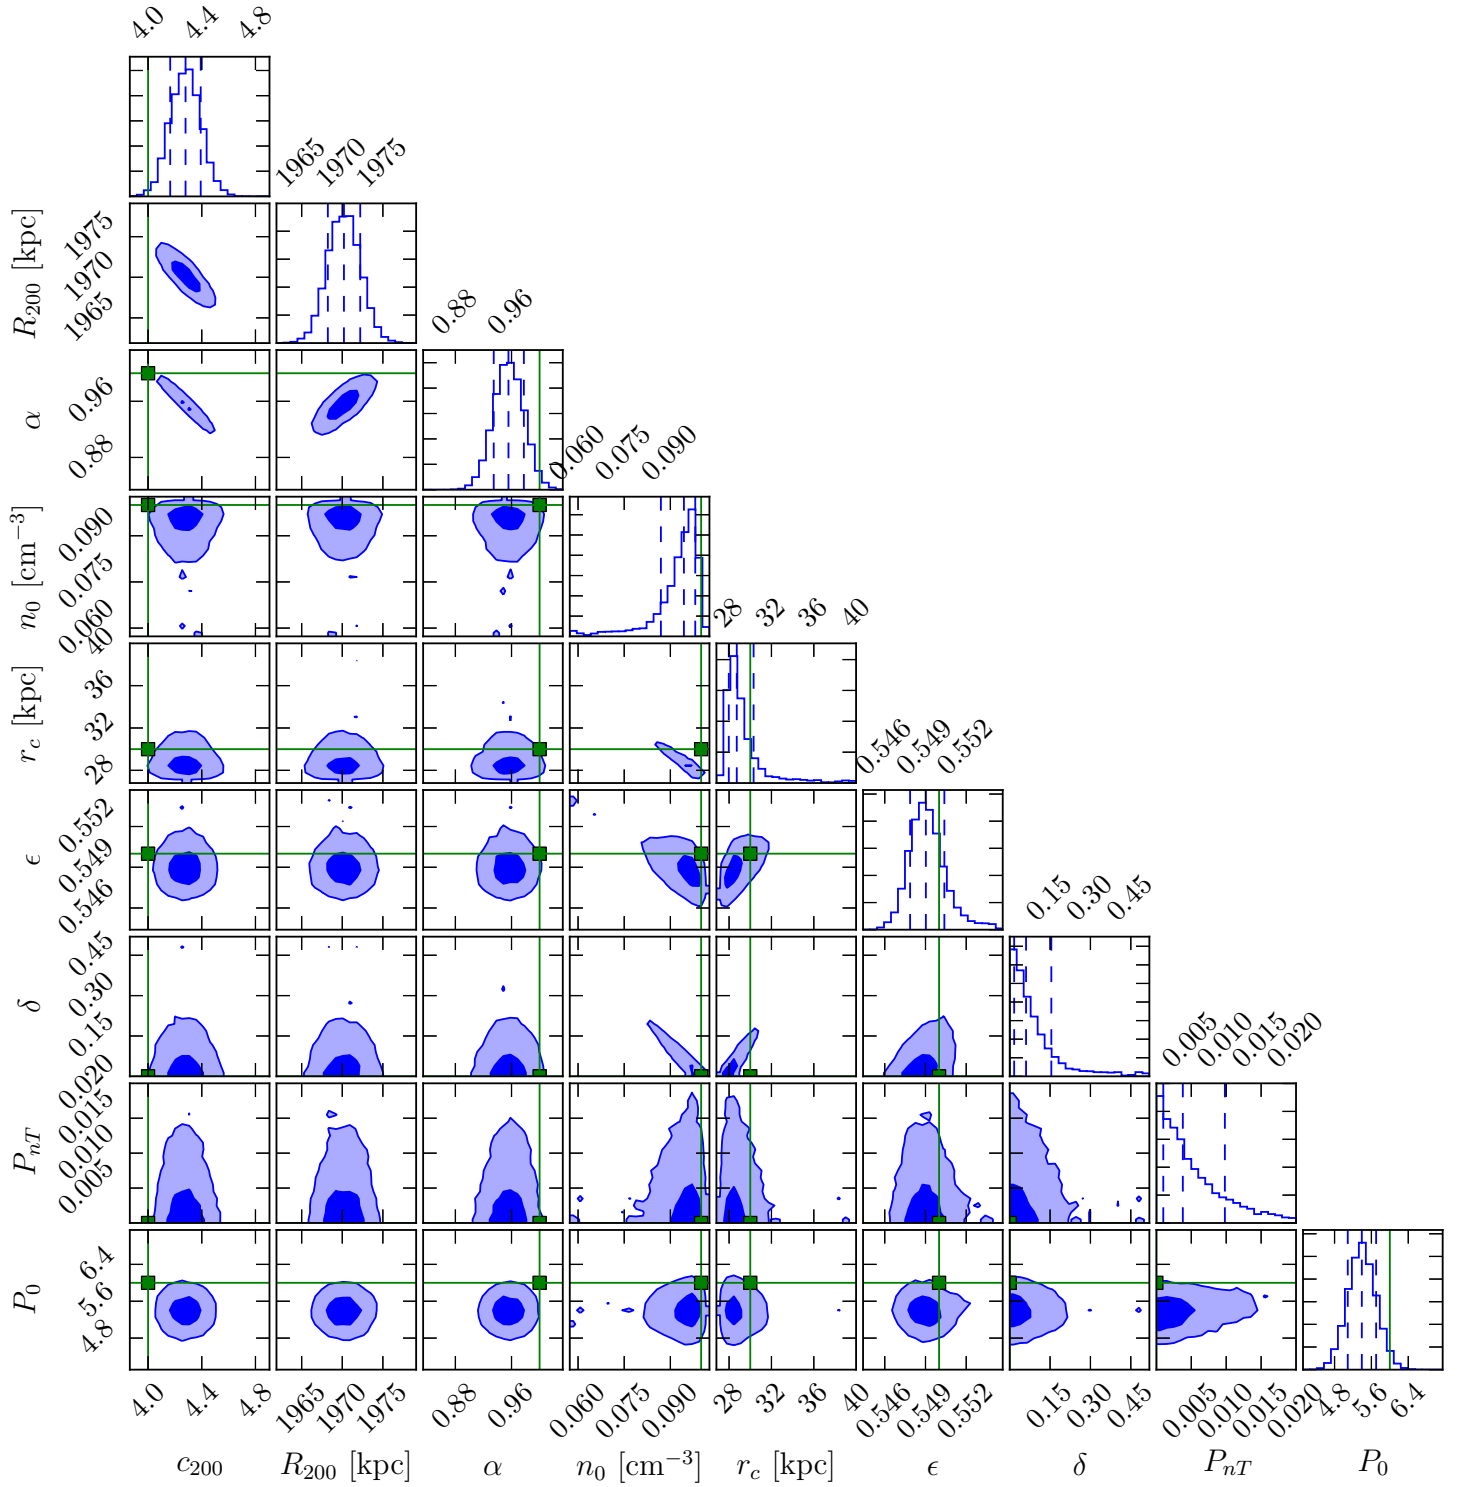 4.0 4.4 4.8
1965 1970 1975
R₂₀₀ [kpc] 1975 1970 1965
0.88 0.96
α 0.96 0.88
0.060 0.075 0.090
n₀ [cm⁻³] 0.090 0.075 0.060
28 32 36 40
r_c [kpc] 40 36 32 28
0.546 0.549 0.552
ϵ 0.552 0.549 0.546
0.15 0.30 0.45
δ 0.45 0.30 0.15
0.005 0.010 0.015 0.020
P_nT 0.020 0.015 0.010 0.005
P₀ 6.4 5.6 4.8
4.0 4.4 4.8 1965 1970 1975 0.88 0.96 0.060 0.075 0.090 28 32 36 40 0.546 0.549 0.552 0.15 0.30 0.45 0.005 0.010 0.015 0.020 4.8 5.6 6.4
c₂₀₀ R₂₀₀ [kpc] α n₀ [cm⁻³] r_c [kpc] ϵ δ P_nT P₀